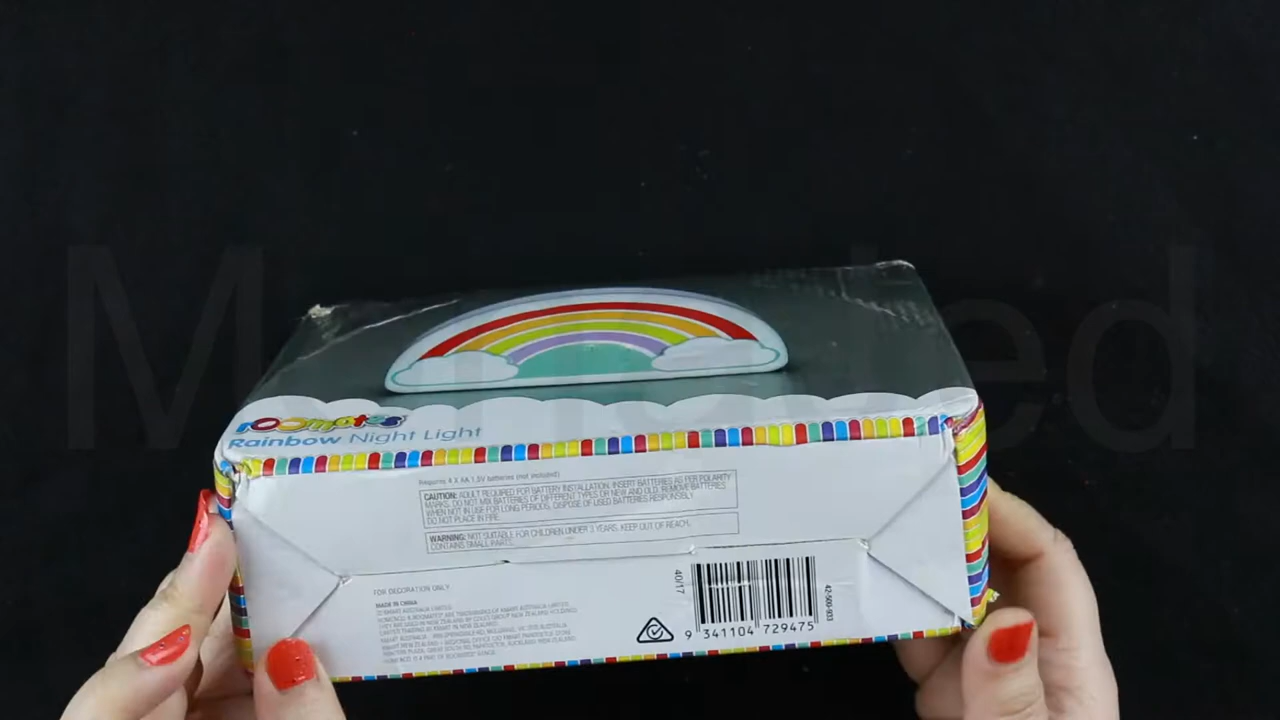 roomates
Rainbow Night Light
Requires 4 X AA 1.5V batteries (not included)
CAUTION: ADULT REQUIRED FOR BATTERY INSTALLATION. INSERT BATTERIES AS PER POLARITY
MARKS. DO NOT MIX BATTERIES OF DIFFERENT TYPES OR NEW AND OLD. REMOVE BATTERIES
WHEN NOT IN USE FOR LONG PERIODS. DISPOSE OF USED BATTERIES RESPONSIBLY.
DO NOT PLACE IN FIRE.
WARNING: NOT SUITABLE FOR CHILDREN UNDER 3 YEARS. KEEP OUT OF REACH.
CONTAINS SMALL PARTS.
FOR DECORATION ONLY
MADE IN CHINA
40/17
42-500-933
9 341104 729475